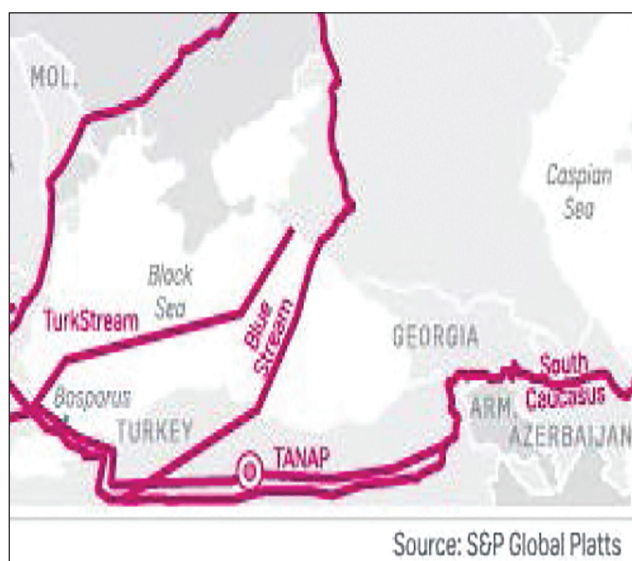 MOL.
Caspian
Sea
Black
Sea
TurkStream
Blue
Stream
GEORGIA
South
Caucasus
Bosporus
ARM.
TURKEY
AZERBAIJAN
TANAP
Source: S&P Global Platts